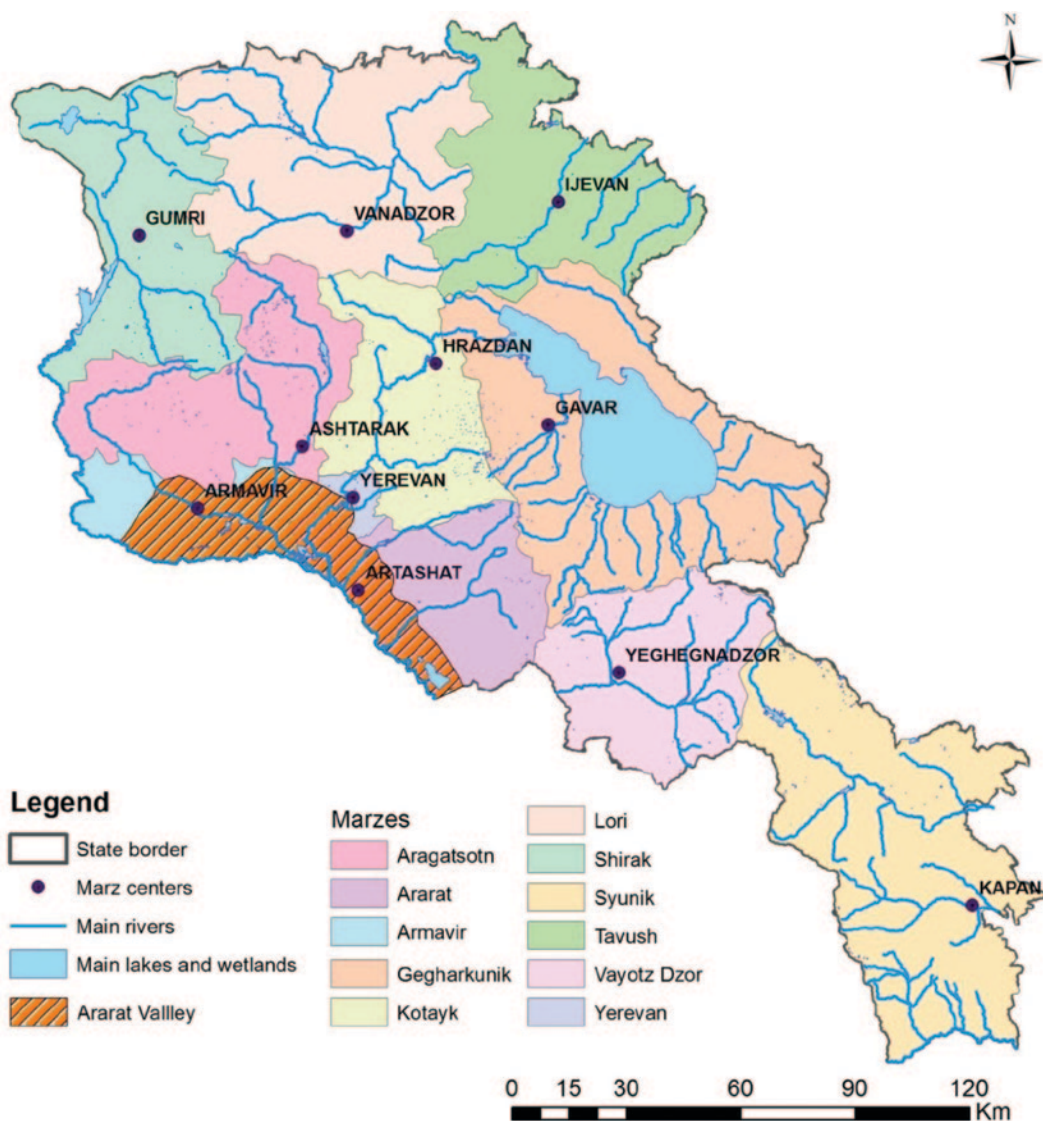 N
IJEVAN
GUMRI
VANADZOR
HRAZDAN
GAVAR
ASHTARAK
YEREVAN
ARMAVIR
ARTASHAT
YEGHEGNADZOR
KAPAN
Legend
State border
Marz centers
Main rivers
Main lakes and wetlands
Ararat Vallley
Marzes
Aragatsotn
Ararat
Armavir
Gegharkunik
Kotayk
Lori
Shirak
Syunik
Tavush
Vayotz Dzor
Yerevan
0 15 30 60 90 120
Km